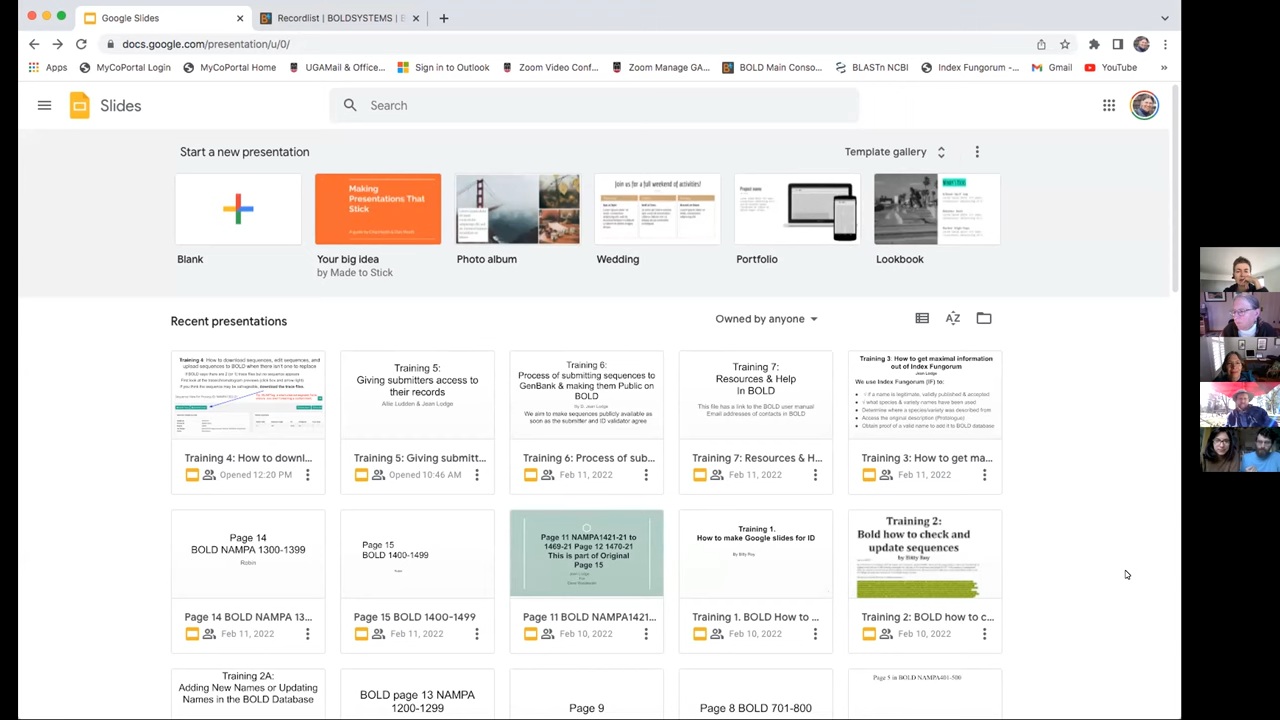 Google Slides
Recordlist | BOLDSYSTEMS | B
docs.google.com/presentation/u/0/
Apps
MyCoPortal Login
MyCoPortal Home
UGAMail & Office...
Sign in to Outlook
Zoom Video Conf...
Zoom Manage GA...
BOLD Main Conso...
BLASTn NCBI
Index Fungorum -...
Gmail
YouTube
»
Slides
Search
Start a new presentation
Template gallery
Making
Presentations That
Stick
Join us for a full weekend of activities!
Blank
Your big idea
by Made to Stick
Photo album
Wedding
Portfolio
Lookbook
Recent presentations
Owned by anyone
Training 4: How to download sequences, edit sequences, and
upload sequences to BOLD when there isn't one to
replace
Training 4: How to downl...
Opened 12:20 PM
Training 5:
Giving submitters access to
their records
Training 5: Giving submitt...
Opened 10:46 AM
Training 6:
Process of submitting sequences to
GenBank & making them Public on
BOLD
By D. Jean Lodge
We aim to make sequences publicly available as
soon as the submitter and ID validator agree
Training 6: Process of sub...
Feb 11, 2022
Training 7:
Resources & Help
In BOLD
This file has a link to the BOLD user manual
Email addresses of contacts in BOLD
Training 7: Resources & H...
Feb 11, 2022
Training 3: How to get maximal information
out of Index Fungorum
Jean Lodge
We use Index Fungorum (IF) to:
Training 3: How to get ma...
Feb 11, 2022
Page 14
BOLD NAMPA 1300-1399
Robin
Page 14 BOLD NAMPA 13...
Feb 11, 2022
Page 15
BOLD 1400-1499
Page 15 BOLD 1400-1499
Feb 11, 2022
Page 11 NAMPA1421-21 to
1469-21 Page 12 1470-21
This is part of Original
Page 15
Page 11 BOLD NAMPA1421...
Feb 10, 2022
Training 1.
How to make Google slides for ID
By Bitty Roy
Training 1. BOLD How to ...
Feb 10, 2022
Training 2:
Bold how to check and
update sequences
by Bitty Roy
Training 2: BOLD how to c...
Feb 10, 2022
Training 2A:
Adding New Names or Updating
Names in the BOLD Database
BOLD page 13 NAMPA
1200-1299
Page 9
Page 8 BOLD 701-800
Page 5 in BOLD NAMPA401-500